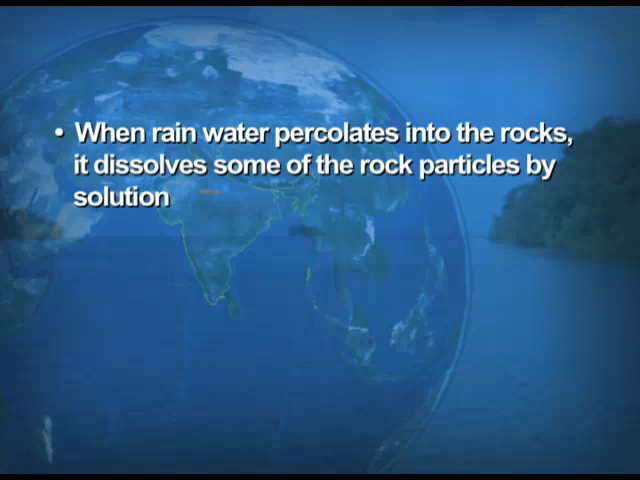 • When rain water percolates into the rocks,
it dissolves some of the rock particles by
solution